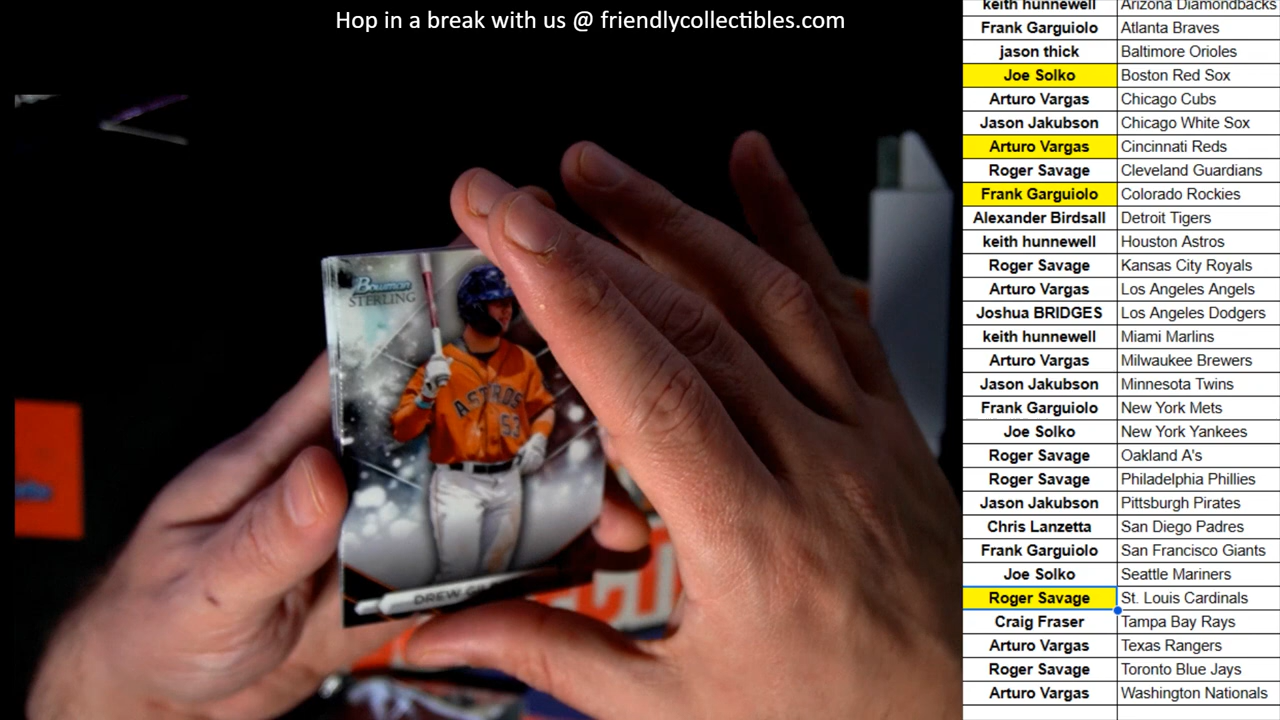 Hop in a break with us @ friendlycollectibles.com
keith hunnewell Arizona Diamondbacks
Frank Garguiolo Atlanta Braves
jason thick Baltimore Orioles
Joe Solko Boston Red Sox
Arturo Vargas Chicago Cubs
Jason Jakubson Chicago White Sox
Arturo Vargas Cincinnati Reds
Roger Savage Cleveland Guardians
Frank Garguiolo Colorado Rockies
Alexander Birdsall Detroit Tigers
keith hunnewell Houston Astros
Roger Savage Kansas City Royals
Arturo Vargas Los Angeles Angels
Joshua BRIDGES Los Angeles Dodgers
keith hunnewell Miami Marlins
Arturo Vargas Milwaukee Brewers
Jason Jakubson Minnesota Twins
Frank Garguiolo New York Mets
Joe Solko New York Yankees
Roger Savage Oakland A's
Roger Savage Philadelphia Phillies
Jason Jakubson Pittsburgh Pirates
Chris Lanzetta San Diego Padres
Frank Garguiolo San Francisco Giants
Joe Solko Seattle Mariners
Roger Savage St. Louis Cardinals
Craig Fraser Tampa Bay Rays
Arturo Vargas Texas Rangers
Roger Savage Toronto Blue Jays
Arturo Vargas Washington Nationals
Bowman
STERLING
ASTROS
DREW